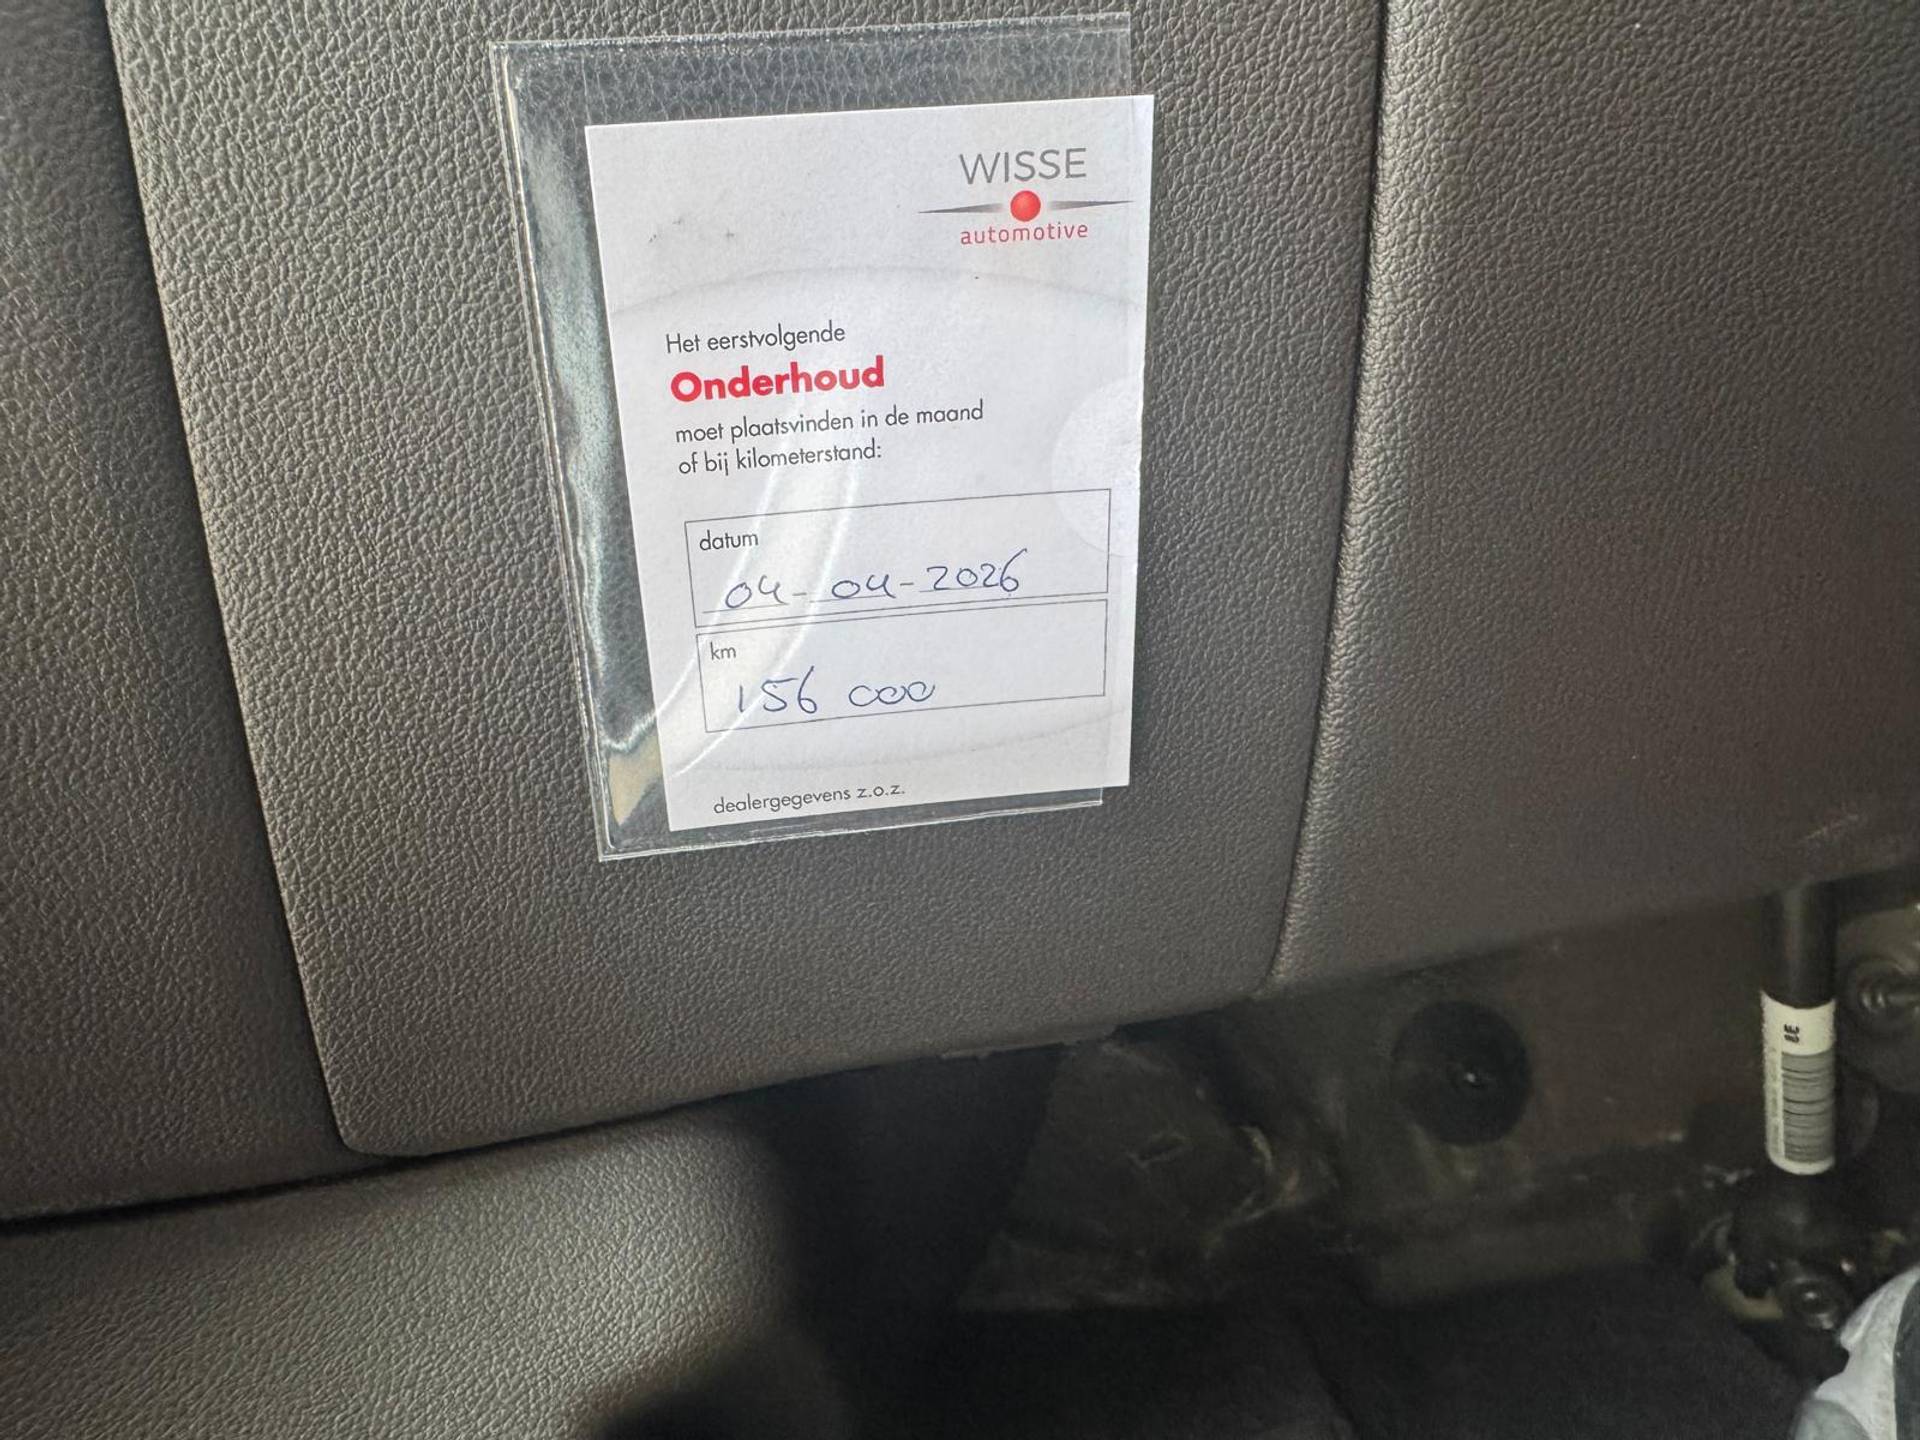 WISSE
automotive
Het eerstvolgende
Onderhoud
moet plaatsvinden in de maand
of bij kilometerstand:
datum
04-04-2026
km
156 000
dealergegevens z.o.z.